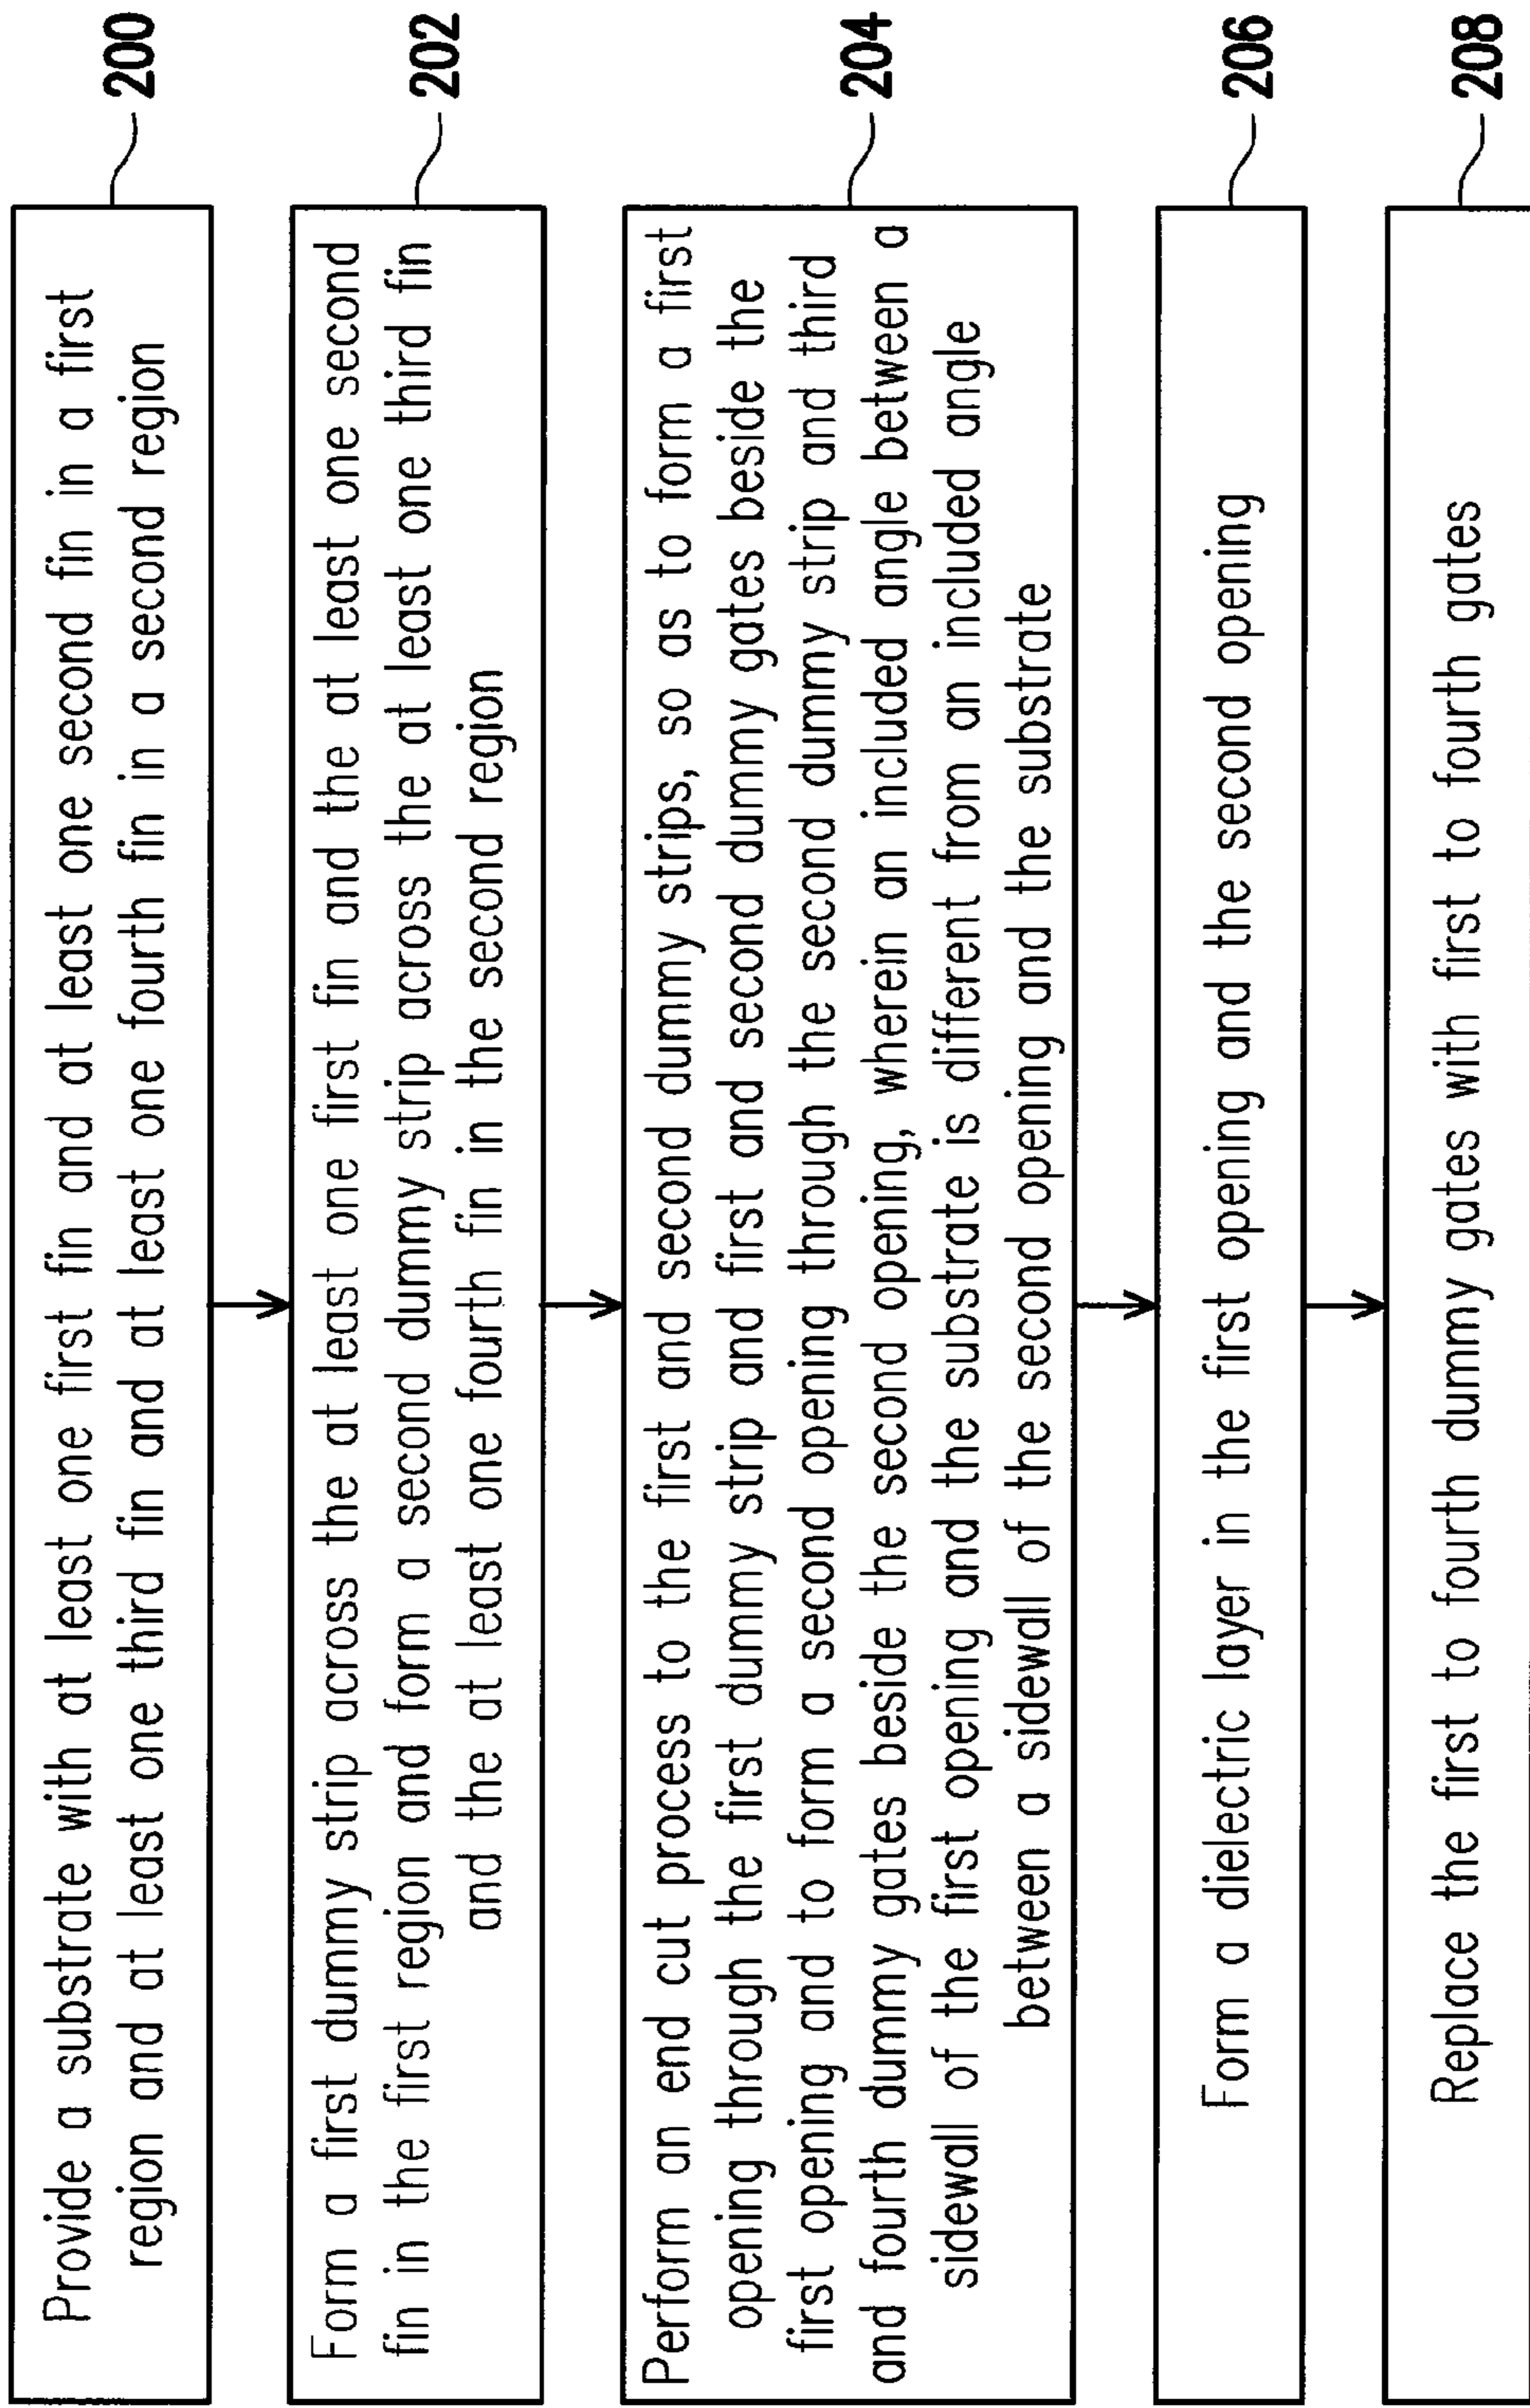 Provide a substrate with at least one first fin and at least one second fin in a first
region and at least one third fin and at least one fourth fin in a second region
200
Form a first dummy strip across the at least one first fin and the at least one second
fin in the first region and form a second dummy strip across the at least one third fin
and the at least one fourth fin in the second region
202
Perform an end cut process to the first and second dummy strips, so as to form a first
opening through the first dummy strip and first and second dummy gates beside the
first opening and to form a second opening through the second dummy strip and third
and fourth dummy gates beside the second opening, wherein an included angle between a
sidewall of the first opening and the substrate is different from an included angle
between a sidewall of the second opening and the substrate
204
Form a dielectric layer in the first opening and the second opening
206
Replace the first to fourth dummy gates with first to fourth gates
208